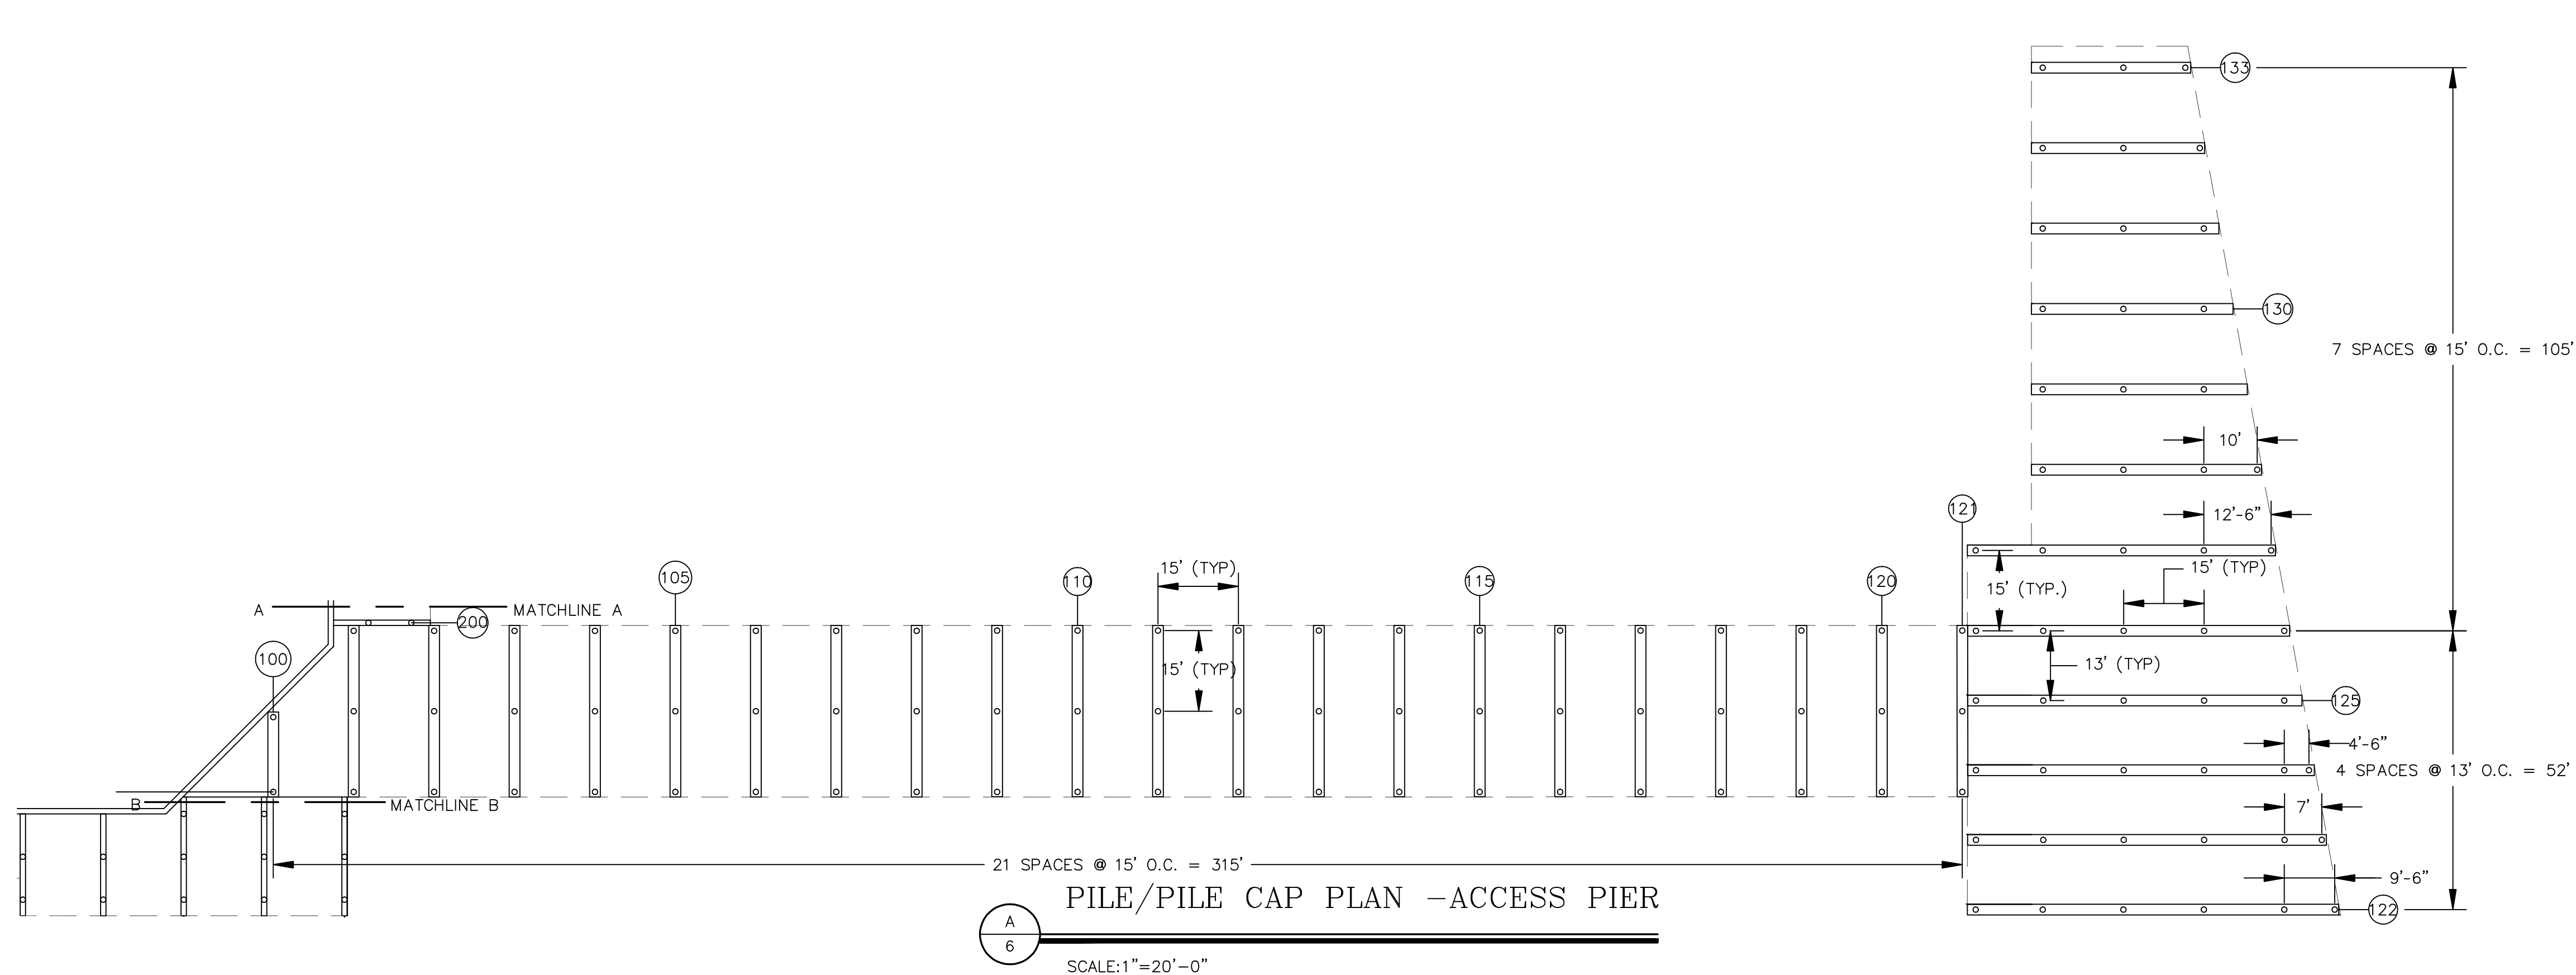 133
130
7 SPACES @ 15' O.C. = 105'
10'
12'-6"
121
15' (TYP)
15' (TYP.)
105
110
15' (TYP)
115
120
A
MATCHLINE A
200
100
15' (TYP)
13' (TYP)
125
4'-6"
4 SPACES @ 13' O.C. = 52'
B
MATCHLINE B
7'
21 SPACES @ 15' O.C. = 315'
9'-6"
122
PILE/PILE CAP PLAN -ACCESS PIER
A
6
SCALE:1"=20'-0"